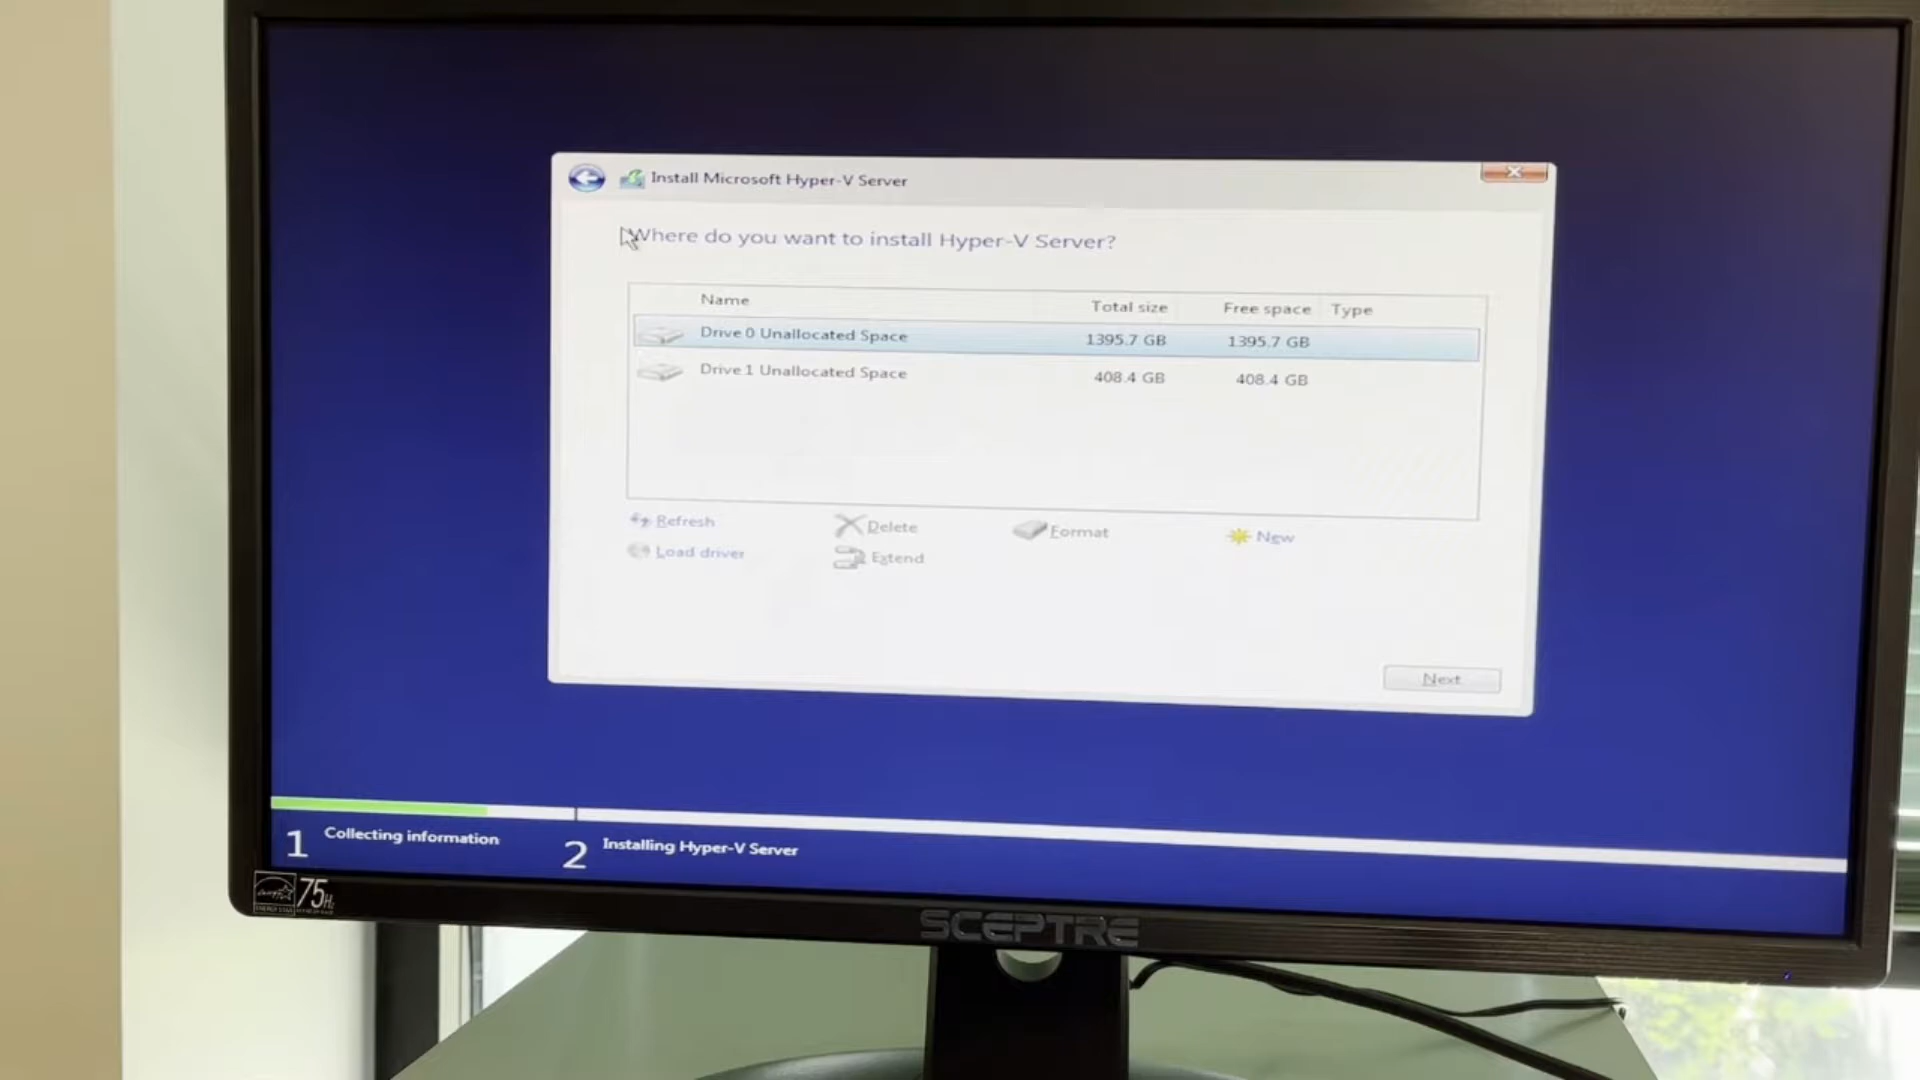 Install Microsoft Hyper-V Server
Where do you want to install Hyper-V Server?
Name Total size Free space Type
Drive 0 Unallocated Space 1395.7 GB 1395.7 GB
Drive 1 Unallocated Space 408.4 GB 408.4 GB
Refresh Delete Format New
Load driver Extend
Next
1 Collecting information 2 Installing Hyper-V Server
ENERGY STAR 75Hz
SCEPTRE